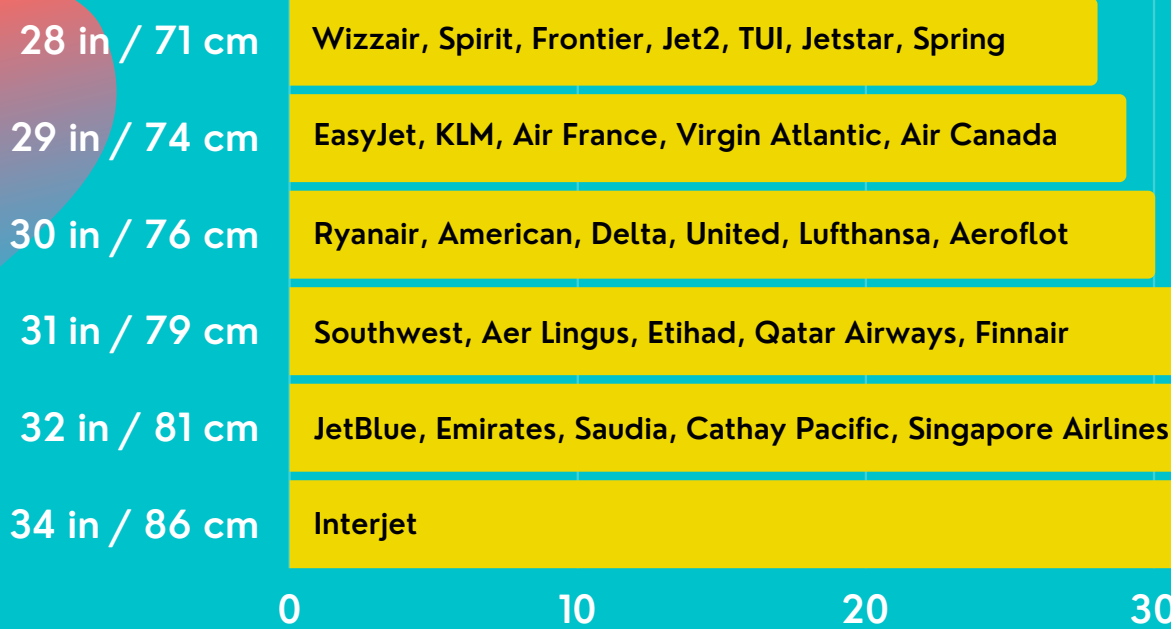 28 in / 71 cm Wizzair, Spirit, Frontier, Jet2, TUI, Jetstar, Spring
29 in / 74 cm EasyJet, KLM, Air France, Virgin Atlantic, Air Canada
30 in / 76 cm Ryanair, American, Delta, United, Lufthansa, Aeroflot
31 in / 79 cm Southwest, Aer Lingus, Etihad, Qatar Airways, Finnair
32 in / 81 cm JetBlue, Emirates, Saudia, Cathay Pacific, Singapore Airlines
34 in / 86 cm Interjet
0 10 20 30